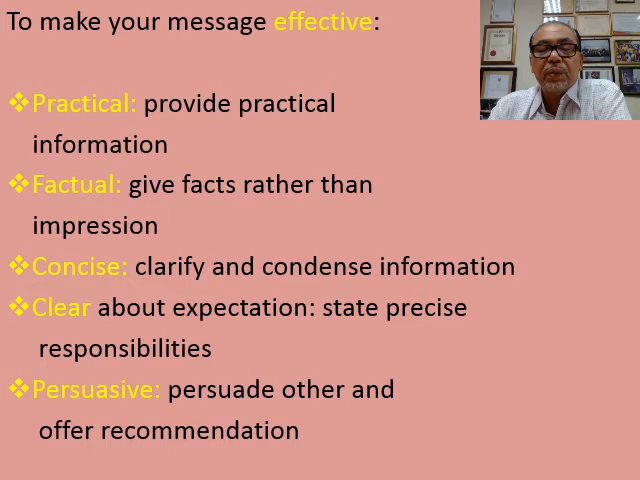 To make your message effective:
❖Practical: provide practical
information
❖Factual: give facts rather than
impression
❖Concise: clarify and condense information
❖Clear about expectation: state precise
responsibilities
❖Persuasive: persuade other and
offer recommendation